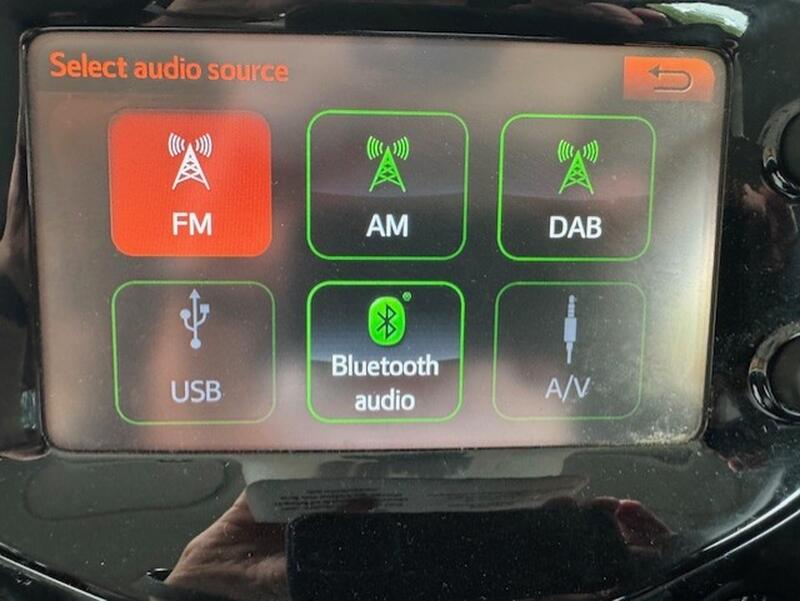 Select audio source
FM
AM
DAB
USB
Bluetooth
audio
A/V